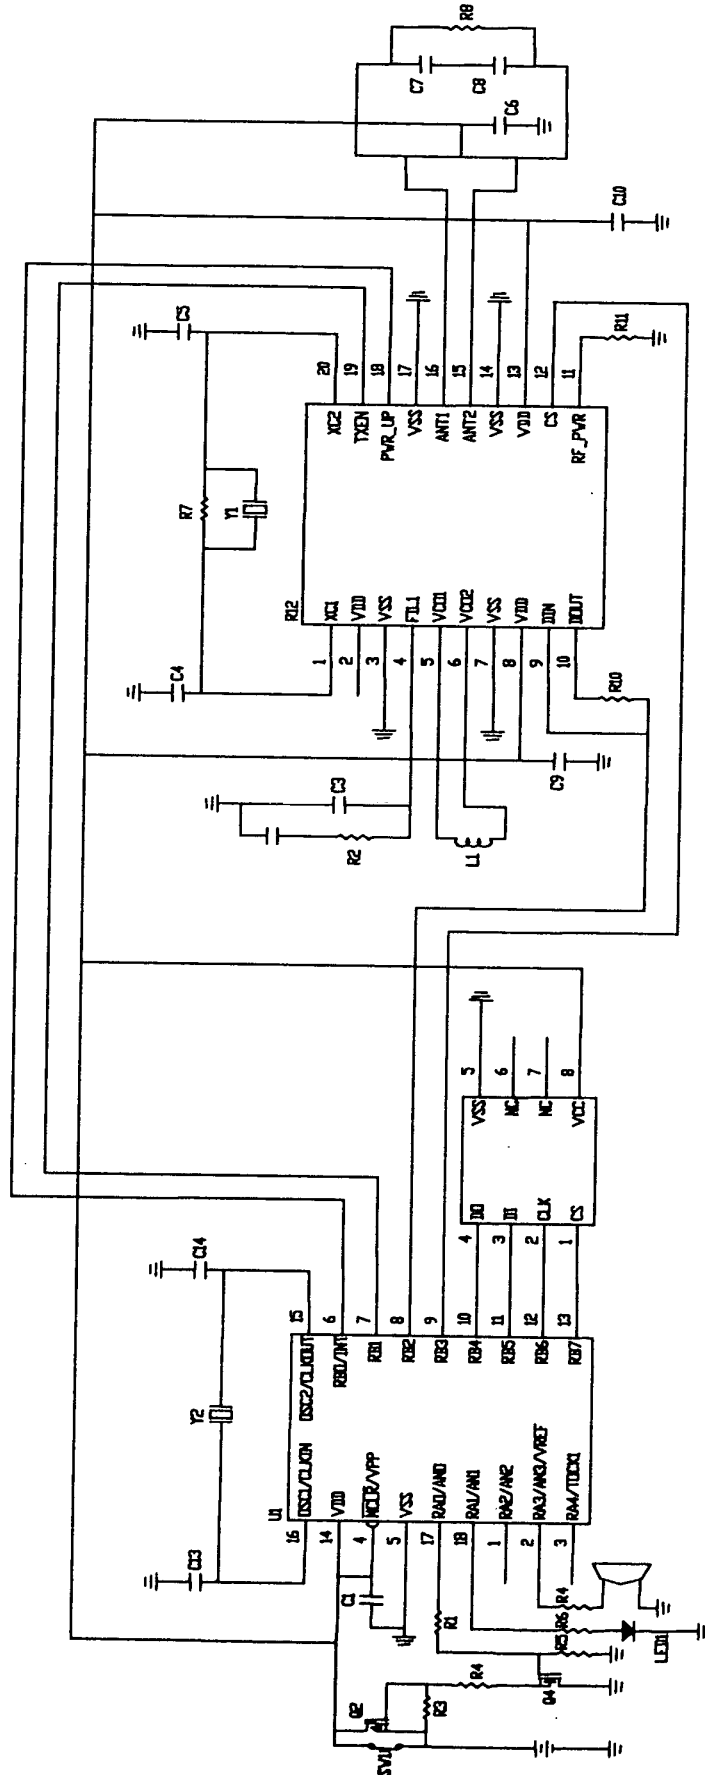 R8
C7
C8
C6
C10
C5
20
19
18
17
16
15
14
13
12
11
R11
XC2
TXEN
PWR_UP
VSS
ANT1
ANT2
VSS
VDD
CS
RF_PWR
R7
Y1
R12
XC1
VDD
VSS
FIL1
VCO1
VCO2
VSS
VDD
DIN
DOUT
C4
1
2
3
4
5
6
7
8
9
10
R10
C3
R2
L1
C9
5
6
7
8
VSS
NC
NC
VCC
DO
DI
CLK
CS
4
3
2
1
C14
15
6
7
8
9
10
11
12
13
OSC2/CLKOUT
RB0/INT
RB1
RB2
RB3
RB4
RB5
RB6
RB7
Y2
U1
OSC1/CLKIN
VDD
MCLR/VPP
VSS
RA0/AN0
RA1/AN1
RA2/AN2
RA3/AN3/VREF
RA4/TOCK1
C13
16
14
4
5
17
18
1
2
3
C1
R1
R4
R6
R5
LED1
Q2
R3
R4
Q4
SW1